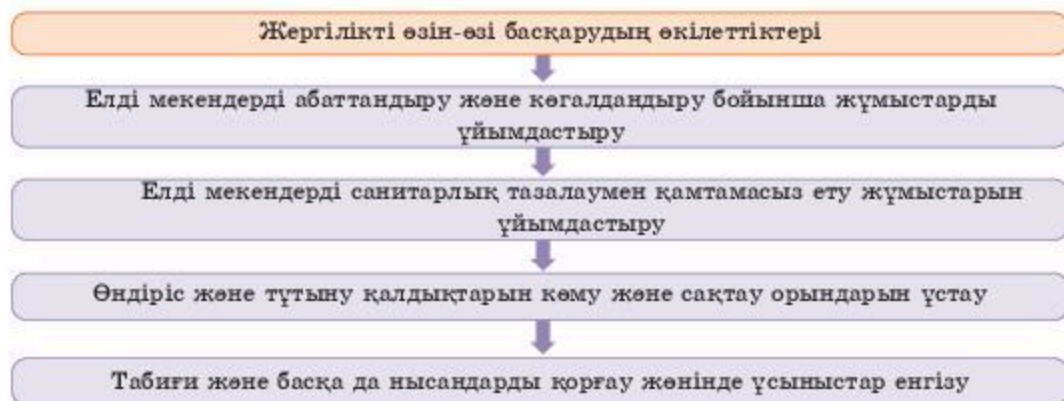 Жергілікті өзін-өзі басқарудың өкілеттіктері
Елді мекендерді абаттандыру және көгалдандыру бойынша жұмыстарды
ұйымдастыру
Елді мекендерді санитарлық тазалаумен қамтамасыз ету жұмыстарын
ұйымдастыру
Өндіріс және тұтыну қалдықтарын көму және сақтау орындарын ұстау
Табиғи және басқа да нысандарды қорғау жөнінде ұсыныстар енгізу